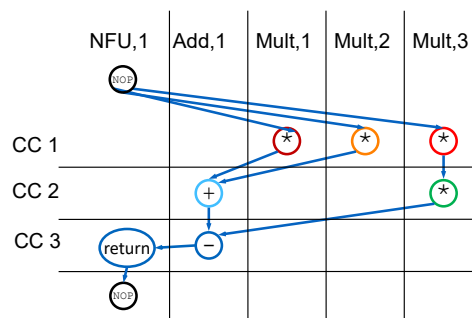 NFU,1 Add,1 Mult,1 Mult,2 Mult,3
NOP
CC 1 * * *
CC 2 + *
CC 3 return −
NOP